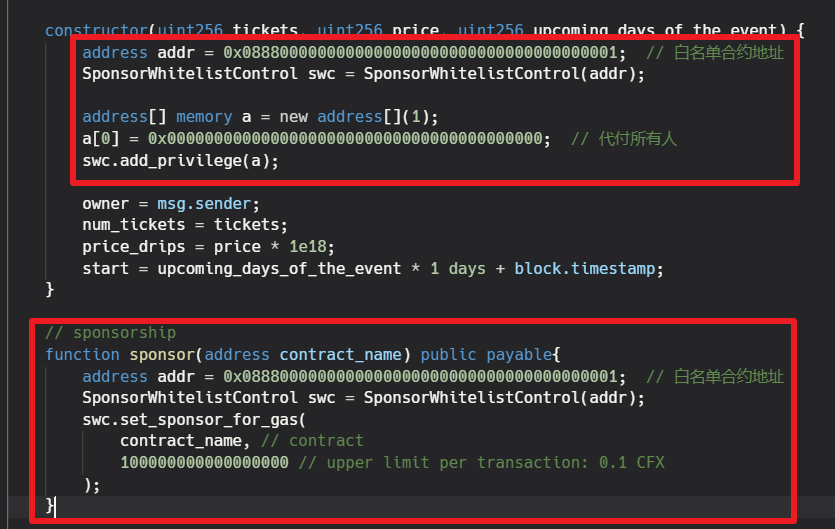 constructor(uint256 tickets, uint256 price, uint256 upcoming_days_of_the_event) {
address addr = 0x0888000000000000000000000000000000000001; // 白名单合约地址
SponsorWhitelistControl swc = SponsorWhitelistControl(addr);
address[] memory a = new address[](1);
a[0] = 0x0000000000000000000000000000000000000000; // 代付所有人
swc.add_privilege(a);
owner = msg.sender;
num_tickets = tickets;
price_drips = price * 1e18;
start = upcoming_days_of_the_event * 1 days + block.timestamp;
}
// sponsorship
function sponsor(address contract_name) public payable{
address addr = 0x0888000000000000000000000000000000000001; // 白名单合约地址
SponsorWhitelistControl swc = SponsorWhitelistControl(addr);
swc.set_sponsor_for_gas(
contract_name, // contract
100000000000000000 // upper limit per transaction: 0.1 CFX
);
}